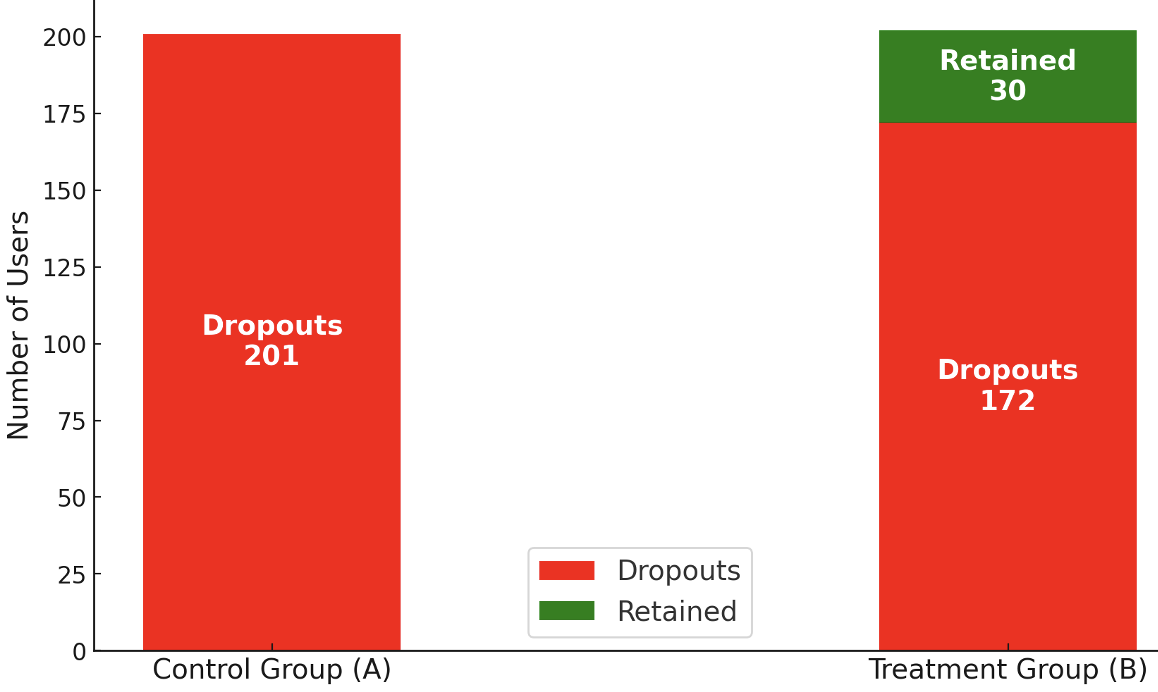 Number of Users
200
175
150
125
100
75
50
25
0
Dropouts
201
Retained
30
Dropouts
172
Dropouts
Retained
Control Group (A)
Treatment Group (B)